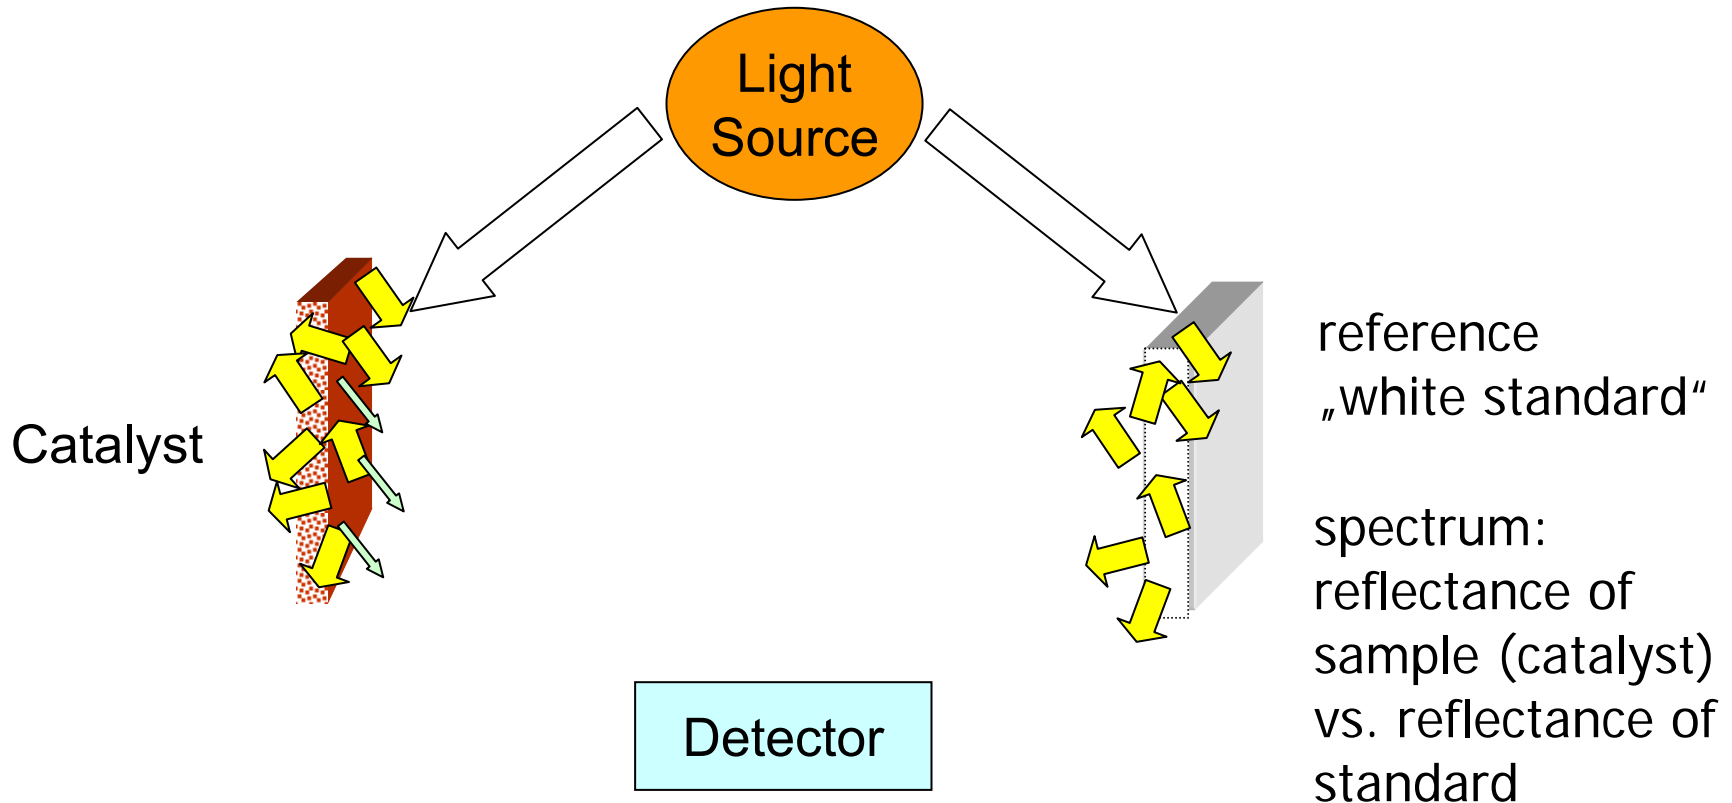 Light
Source
Catalyst
reference
„white standard“
spectrum:
reflectance of
sample (catalyst)
vs. reflectance of
standard
Detector